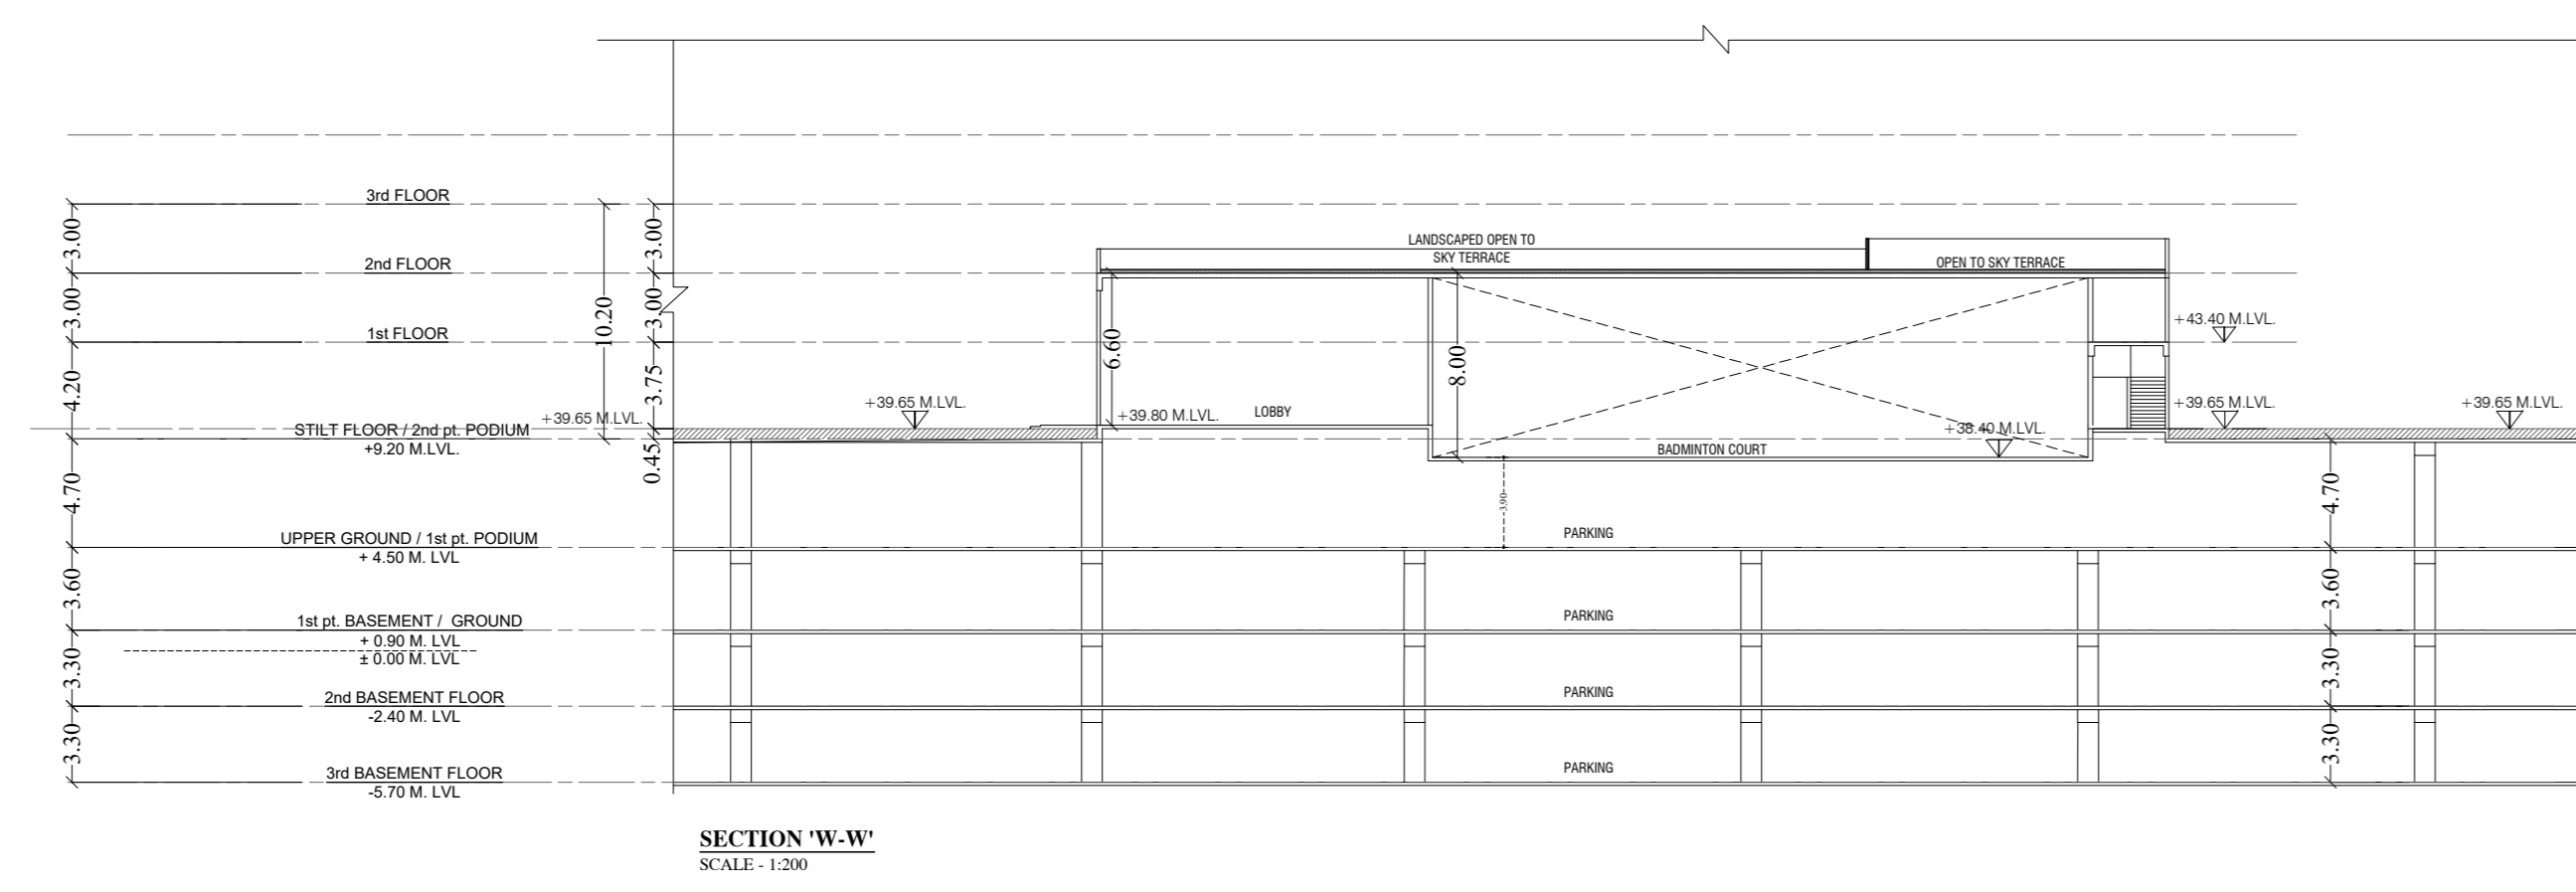 3rd FLOOR
3.00
3.00
10.20
2nd FLOOR
3.00
3.00
1st FLOOR
4.20
3.75
+39.65 M.LVL.
STILT FLOOR / 2nd pt. PODIUM
+9.20 M.LVL.
0.45
4.70
UPPER GROUND / 1st pt. PODIUM
+ 4.50 M. LVL
3.60
1st pt. BASEMENT / GROUND
+ 0.90 M. LVL
± 0.00 M. LVL
3.30
2nd BASEMENT FLOOR
-2.40 M. LVL
3.30
3rd BASEMENT FLOOR
-5.70 M. LVL
LANDSCAPED OPEN TO
SKY TERRACE
OPEN TO SKY TERRACE
+43.40 M.LVL.
6.60
8.00
+39.65 M.LVL.
+39.80 M.LVL.
LOBBY
+39.65 M.LVL.
+39.65 M.LVL.
+38.40 M.LVL.
BADMINTON COURT
3.90
4.70
PARKING
3.60
PARKING
3.30
PARKING
3.30
PARKING
SECTION 'W-W'
SCALE - 1:200